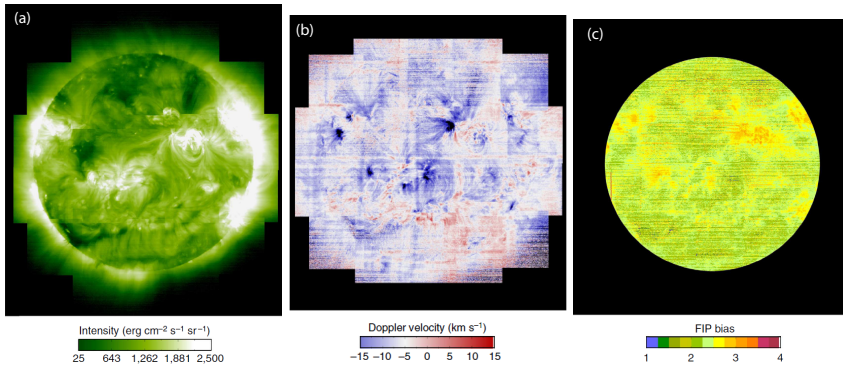 (a)
(b)
(c)
Intensity (erg cm⁻² s⁻¹ sr⁻¹)
25 643 1,262 1,881 2,500
Doppler velocity (km s⁻¹)
−15 −10 −5 0 5 10 15
FIP bias
1 2 3 4